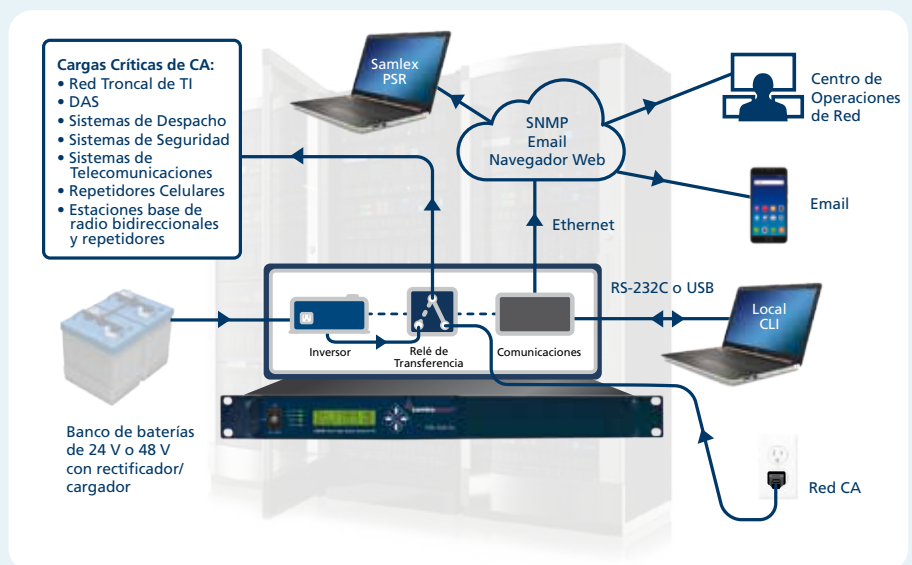 Cargas Críticas de CA:
• Red Troncal de TI
• DAS
• Sistemas de Despacho
• Sistemas de Seguridad
• Sistemas de
Telecomunicaciones
• Repetidores Celulares
• Estaciones base de
radio bidireccionales
y repetidores
Samlex
PSR
SNMP
Email
Navegador Web
Centro de
Operaciones
de Red
Email
Ethernet
RS-232C o USB
Local
CLI
Inversor
Relé de
Transferencia
Comunicaciones
Banco de baterías
de 24 V o 48 V
con rectificador/
cargador
Red CA